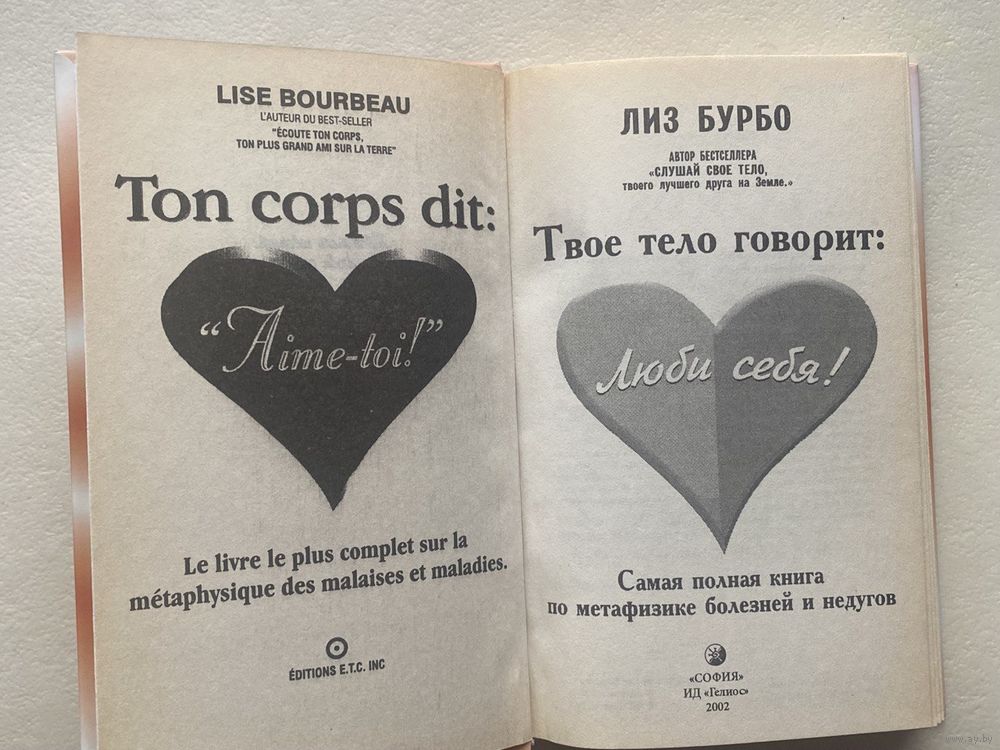 LISE BOURBEAU
L'AUTEUR DU BEST-SELLER
"ÉCOUTE TON CORPS,
TON PLUS GRAND AMI SUR LA TERRE"
Ton corps dit:
“Aime-toi!”
Le livre le plus complet sur la
métaphysique des malaises et maladies.
ÉDITIONS E.T.C. INC
ЛИЗ БУРБО
АВТОР БЕСТСЕЛЛЕРА
«СЛУШАЙ СВОЕ ТЕЛО,
твоего лучшего друга на Земле.»
Твое тело говорит:
Люби себя!
Самая полная книга
по метафизике болезней и недугов
«СОФИЯ»
ИД «Гелиос»
2002
www.ay.by